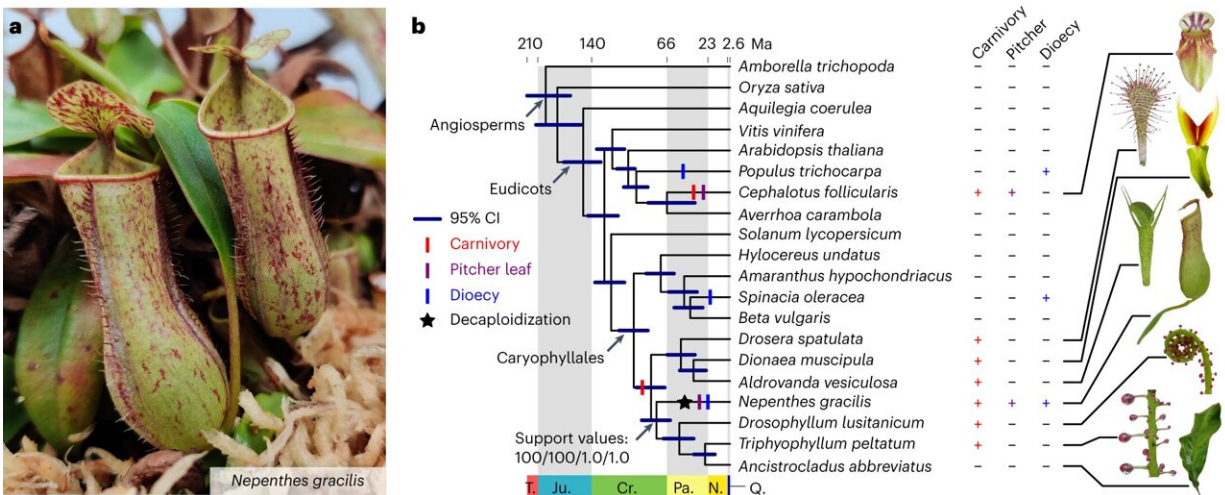 a
Nepenthes gracilis
b
210 140 66 23 2.6 Ma
Carnivory
Pitcher
Dioecy
Amborella trichopoda – – –
Oryza sativa – – –
Aquilegia coerulea – – –
Vitis vinifera – – –
Arabidopsis thaliana – – –
Populus trichocarpa – – +
Cephalotus follicularis + + –
Averrhoa carambola – – –
Solanum lycopersicum – – –
Hylocereus undatus – – –
Amaranthus hypochondriacus – – –
Spinacia oleracea – – +
Beta vulgaris – – –
Drosera spatulata + – –
Dionaea muscipula + – –
Aldrovanda vesiculosa + – –
Nepenthes gracilis + + +
Drosophyllum lusitanicum + – –
Triphyophyllum peltatum + – –
Ancistrocladus abbreviatus – – –
Angiosperms
Eudicots
95% CI
Carnivory
Pitcher leaf
Dioecy
Decaploidization
Caryophyllales
Support values:
100/100/1.0/1.0
T. Ju. Cr. Pa. N. Q.